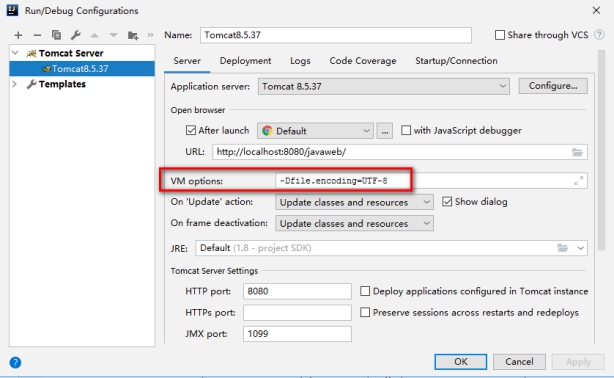 Run/Debug Configurations
Name: Tomcat8.5.37 Share through VCS
Tomcat Server
Tomcat8.5.37
Templates
Server Deployment Logs Code Coverage Startup/Connection
Application server: Tomcat 8.5.37 Configure...
Open browser
After launch Default ... with JavaScript debugger
URL: http://localhost:8080/javaweb/
VM options: -Dfile.encoding=UTF-8
On 'Update' action: Update classes and resources Show dialog
On frame deactivation: Update classes and resources
JRE: Default (1.8 - project SDK)
Tomcat Server Settings
HTTP port: 8080 Deploy applications configured in Tomcat instance
HTTPs port: Preserve sessions across restarts and redeploys
JMX port: 1099
OK Cancel Apply